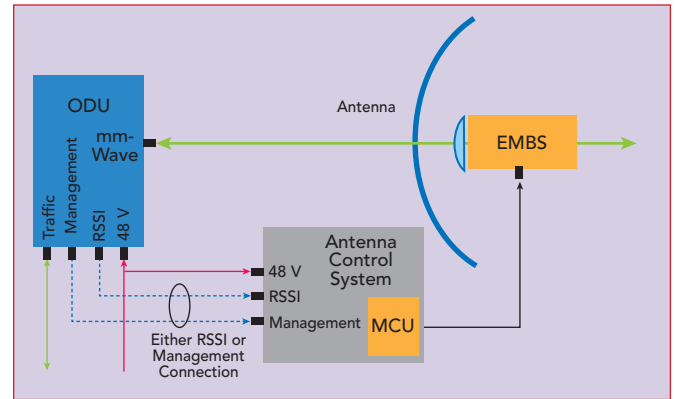 ODU
mm-
Wave
Traffic
Management
RSSI
48 V
Antenna
EMBS
Antenna
Control
System
48 V
RSSI
Management
MCU
Either RSSI or
Management
Connection